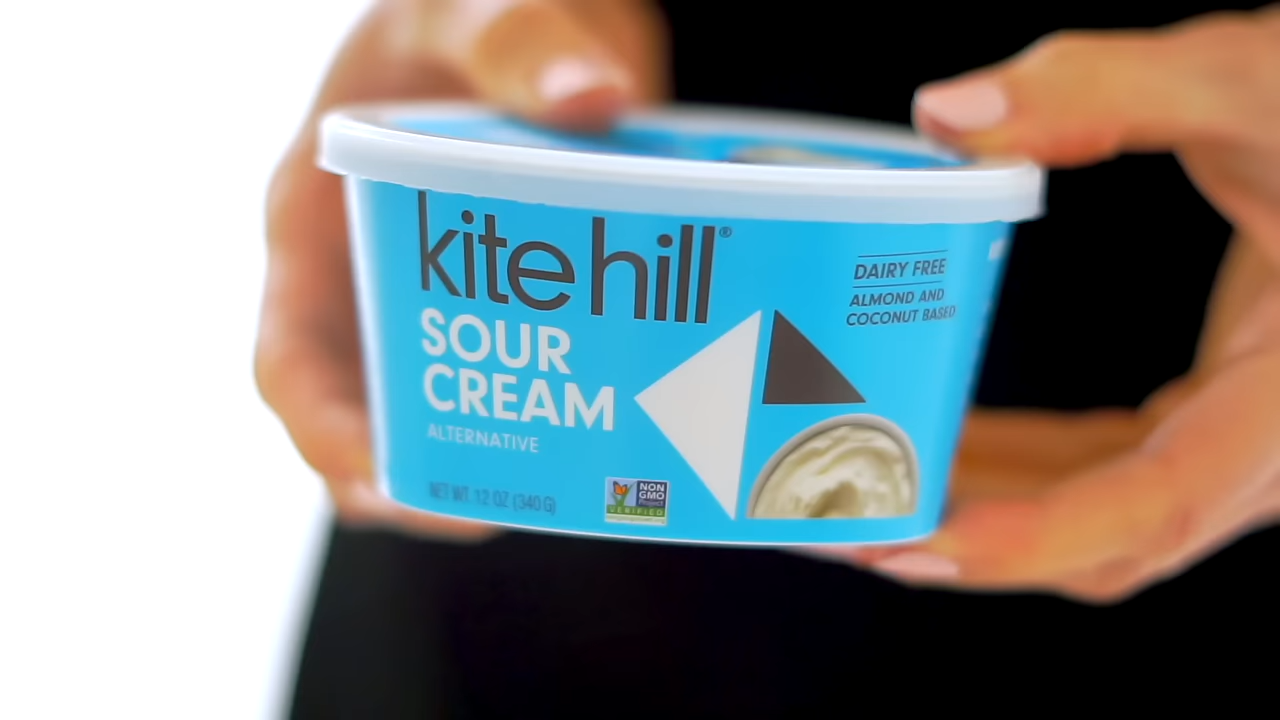 kite hill®
SOUR
CREAM
ALTERNATIVE
NET WT. 12 OZ (340 G)
NON
GMO
Project
VERIFIED
DAIRY FREE
ALMOND AND
COCONUT BASED